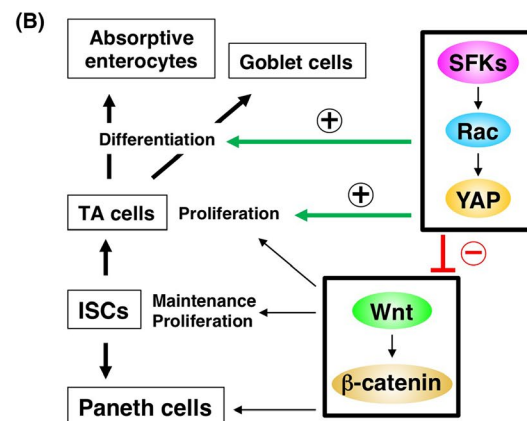 (B)
Absorptive
enterocytes
Goblet cells
SFKs
+
Differentiation
Rac
+
TA cells
Proliferation
YAP
−
ISCs
Maintenance
Proliferation
Wnt
β-catenin
Paneth cells